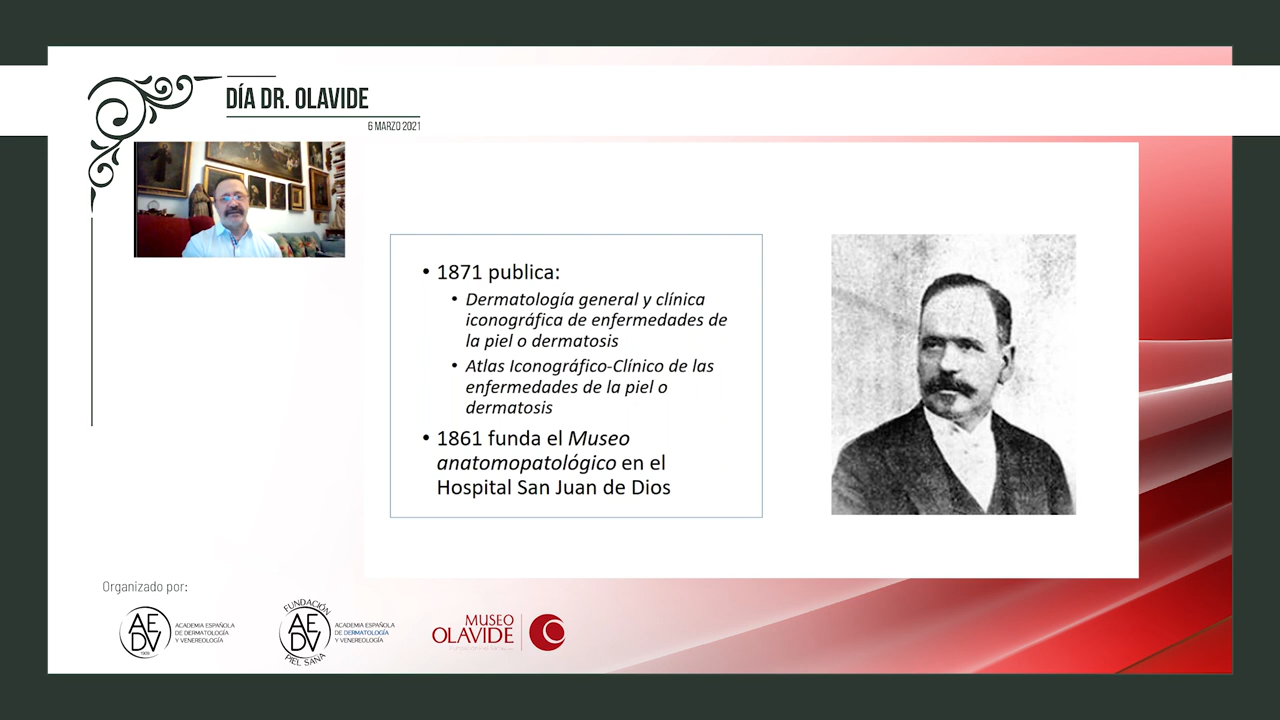 DÍA DR. OLAVIDE
6 MARZO 2021
• 1871 publica:
• Dermatología general y clínica
iconográfica de enfermedades de
la piel o dermatosis
• Atlas Iconográfico-Clínico de las
enfermedades de la piel o
dermatosis
• 1861 funda el Museo
anatomopatológico en el
Hospital San Juan de Dios
Organizado por:
AEDV
1909
ACADEMIA ESPAÑOLA
DE DERMATOLOGÍA
Y VENEREOLOGÍA
FUNDACIÓN
AEDV
PIEL SANA
ACADEMIA ESPAÑOLA
DE DERMATOLOGÍA
Y VENEREOLOGÍA
MUSEO
OLAVIDE